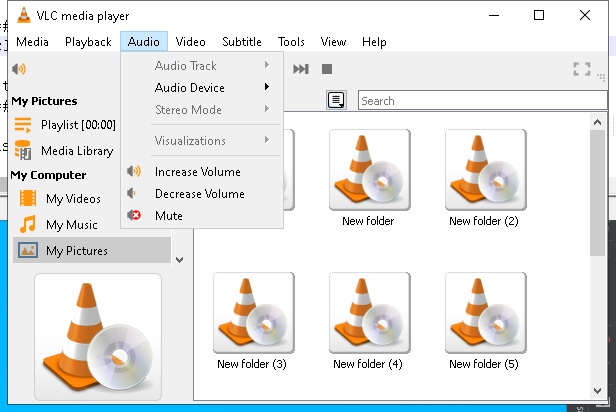 VLC media player
Media Playback Audio Video Subtitle Tools View Help
Audio Track
Audio Device
Stereo Mode
Visualizations
Increase Volume
Decrease Volume
Mute
Search
My Pictures
Playlist [00:00]
Media Library
My Computer
My Videos
My Music
My Pictures
New folder
New folder (2)
New folder (3)
New folder (4)
New folder (5)